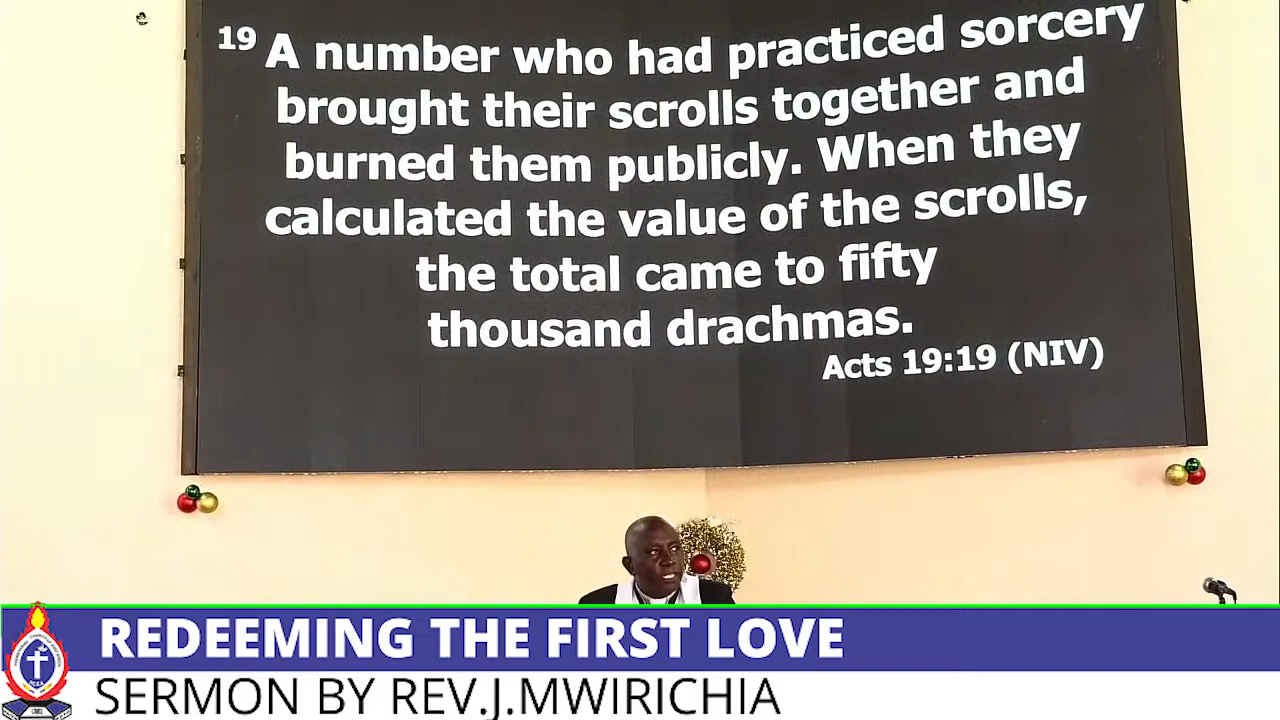 19 A number who had practiced sorcery
brought their scrolls together and
burned them publicly. When they
calculated the value of the scrolls,
the total came to fifty
thousand drachmas.
Acts 19:19 (NIV)
REDEEMING THE FIRST LOVE
SERMON BY REV.J.MWIRICHIA